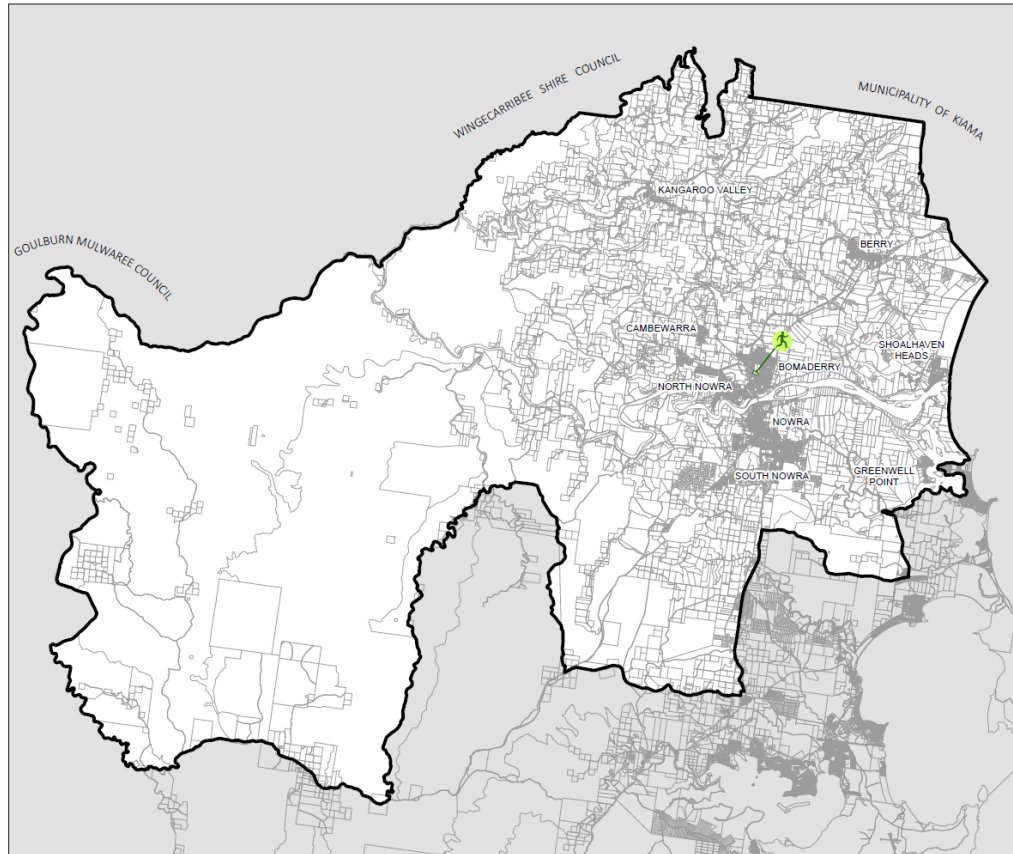 WINGECARRIBEE SHIRE COUNCIL
MUNICIPALITY OF KIAMA
GOULBURN MULWAREE COUNCIL
KANGAROO VALLEY
BERRY
CAMBEWARRA
SHOALHAVEN
HEADS
BOMADERRY
NORTH NOWRA
NOWRA
SOUTH NOWRA
GREENWELL
POINT